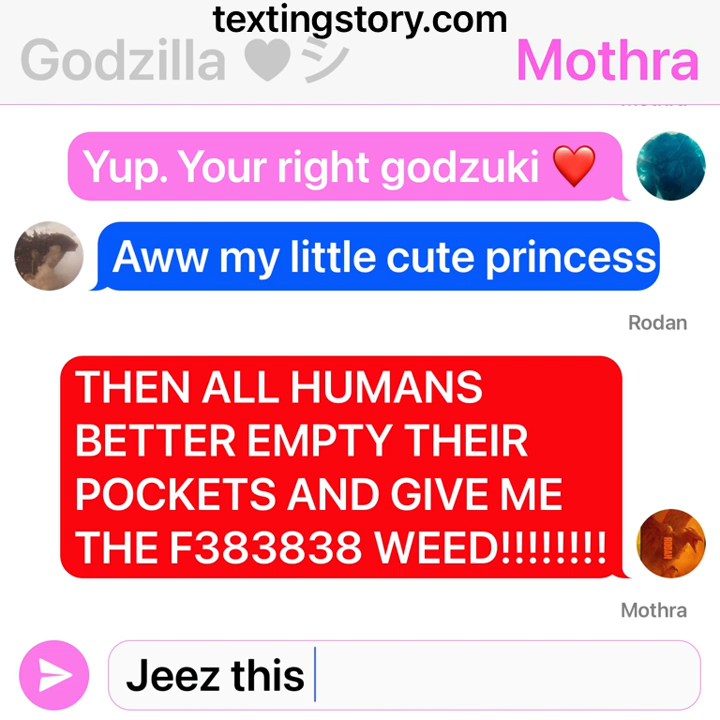 textingstory.com
Godzilla 🖤シ Mothra
Yup. Your right godzuki ❤️
Aww my little cute princess
Rodan
THEN ALL HUMANS
BETTER EMPTY THEIR
POCKETS AND GIVE ME
THE F383838 WEED!!!!!!!!
RODAN
Mothra
Jeez this